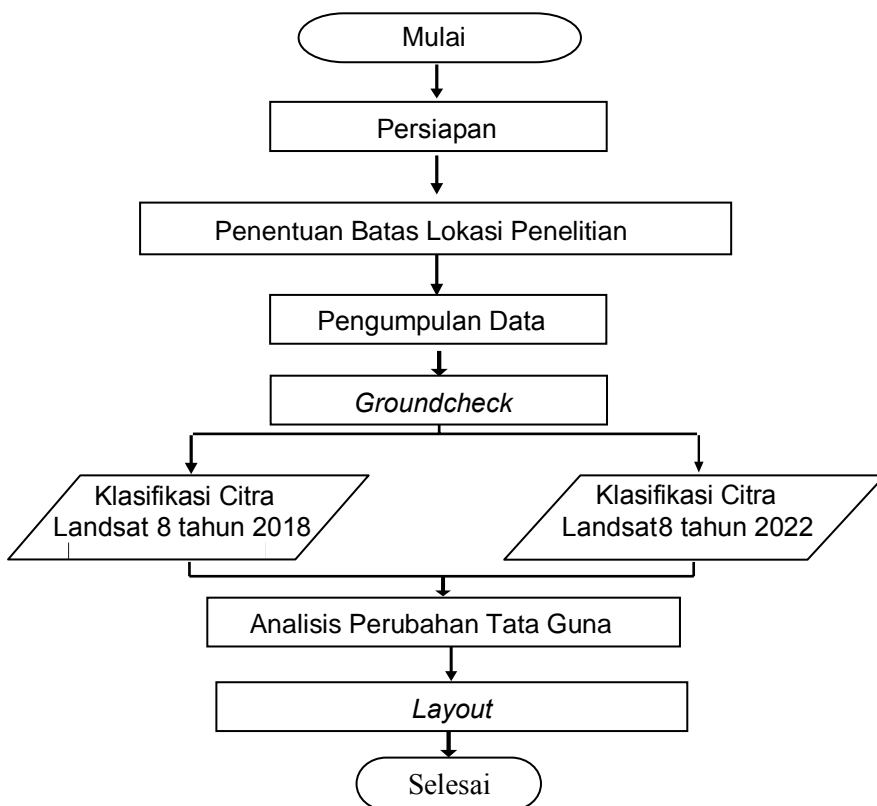 Mulai
Persiapan
Penentuan Batas Lokasi Penelitian
Pengumpulan Data
Groundcheck
Klasifikasi Citra
Landsat 8 tahun 2018
Klasifikasi Citra
Landsat8 tahun 2022
Analisis Perubahan Tata Guna
Layout
Selesai